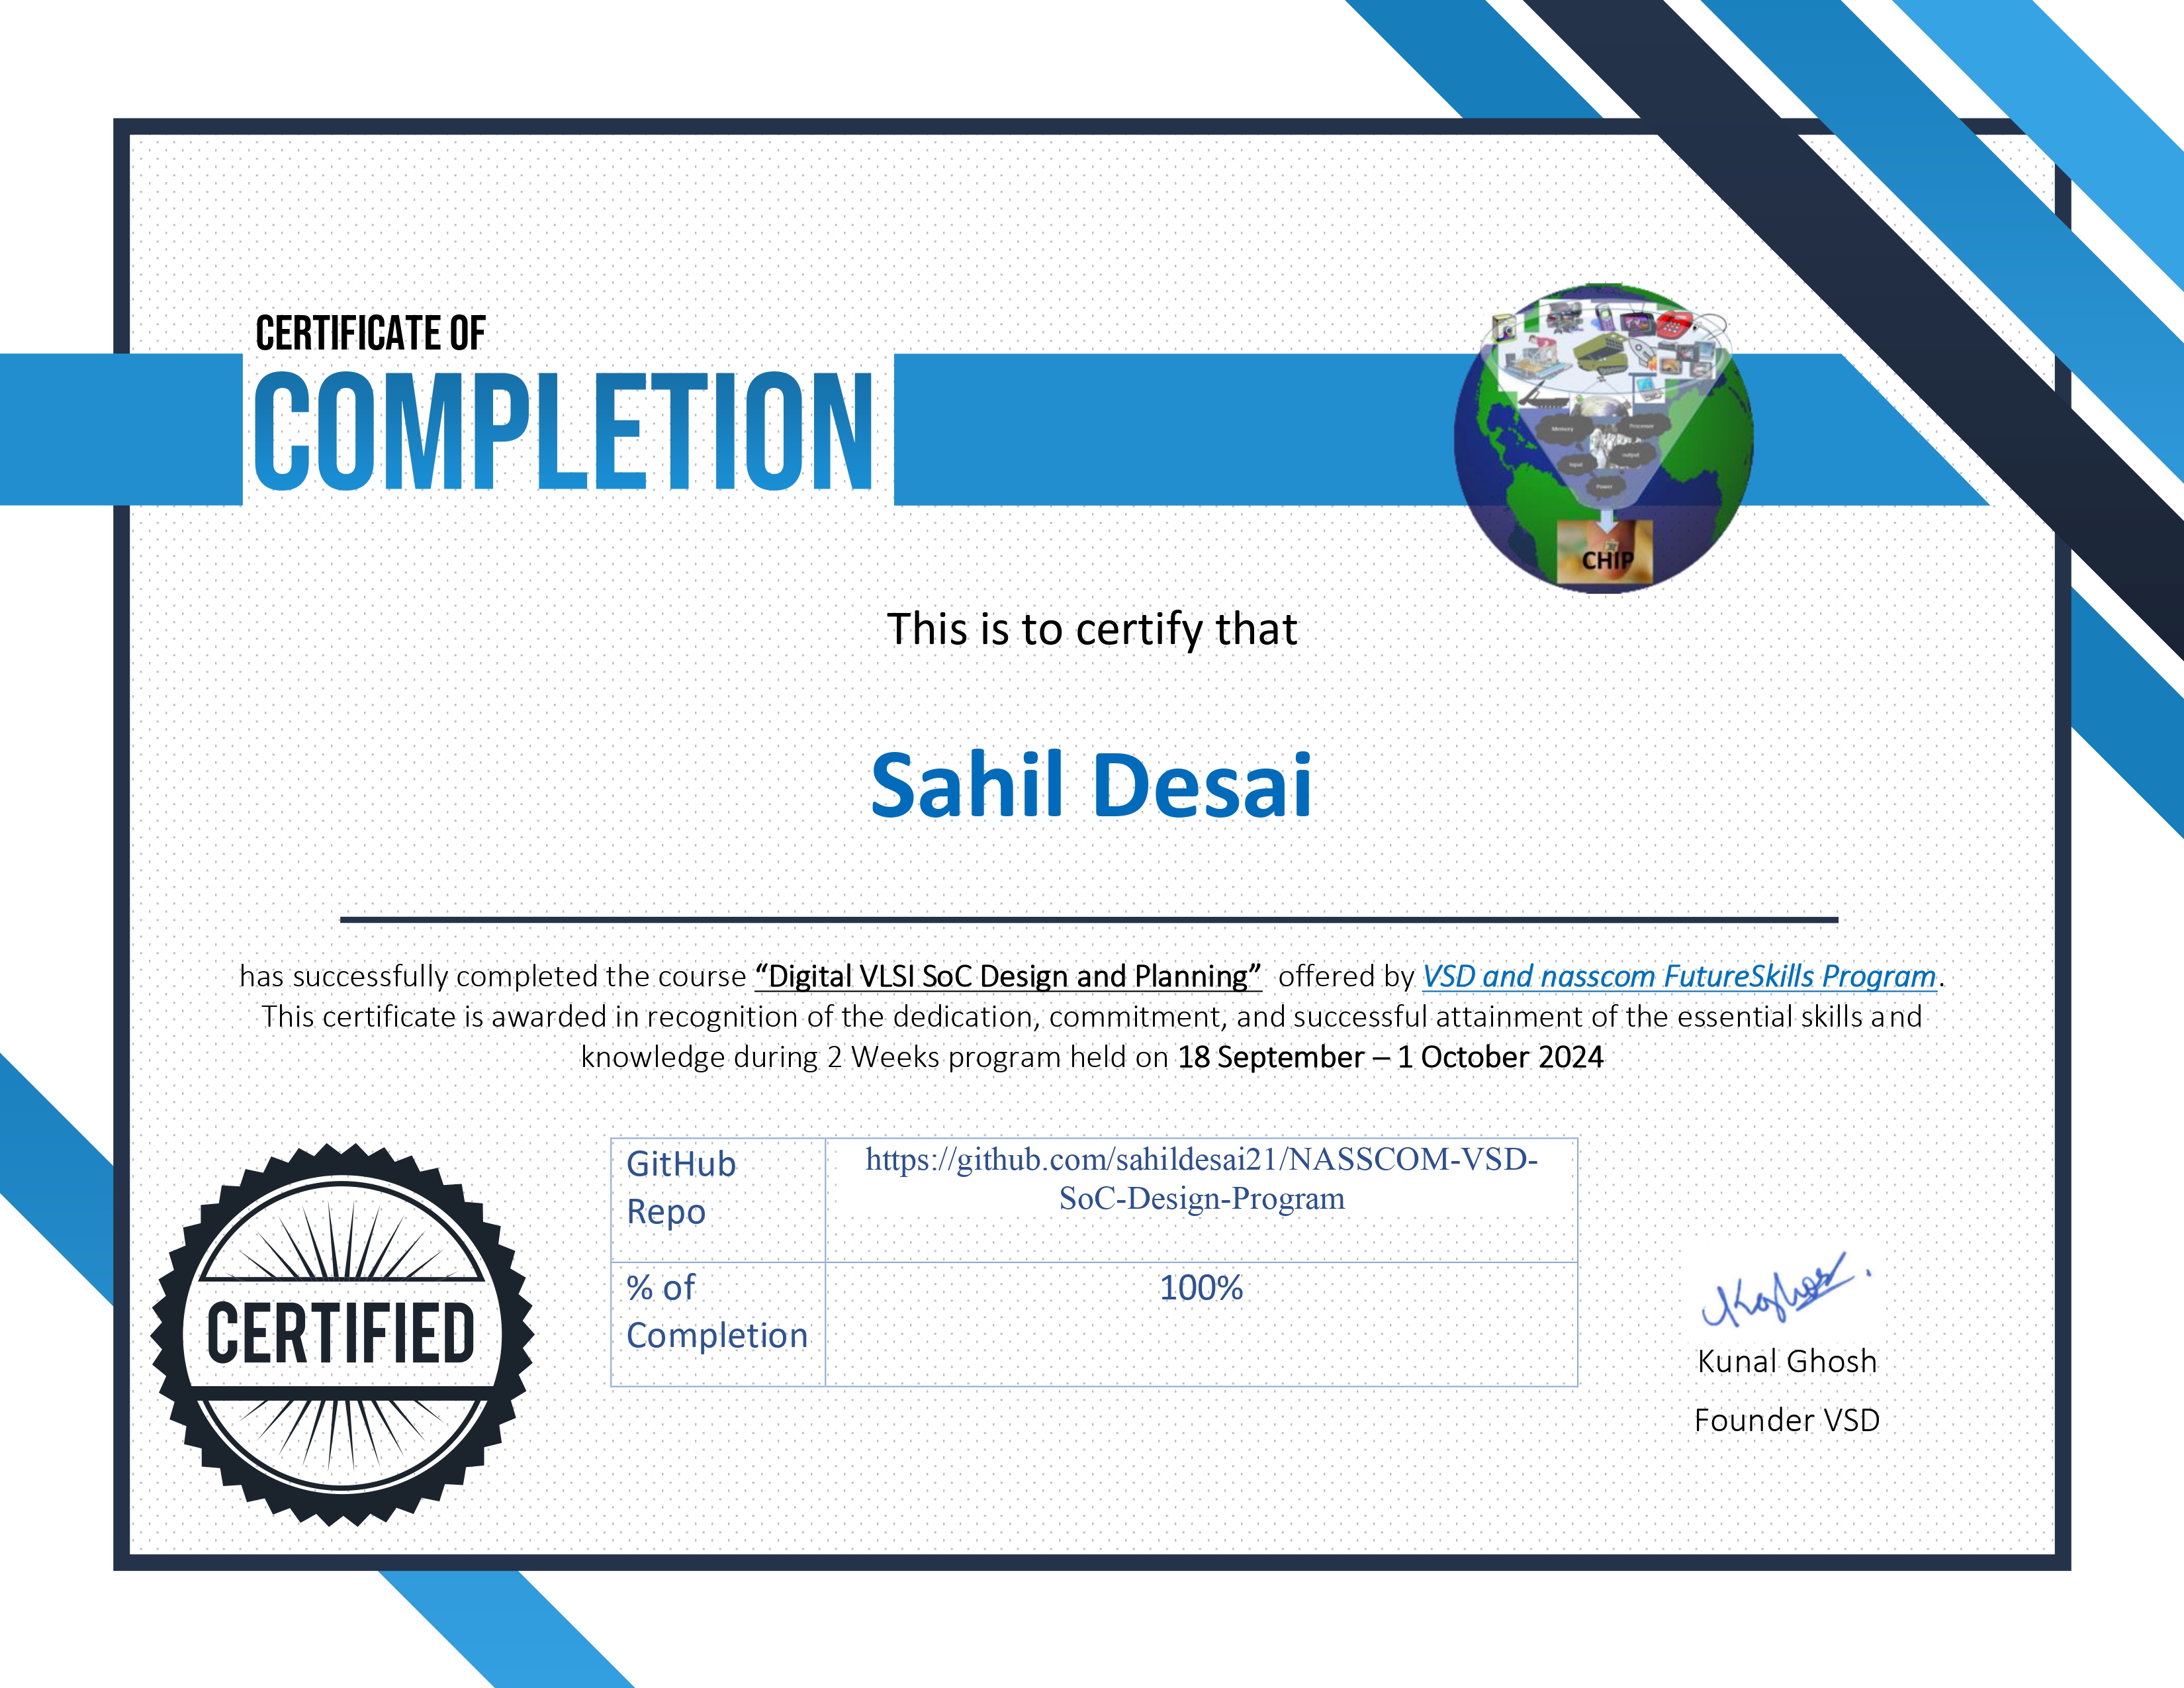 CERTIFICATE OF
COMPLETION
Memory
Processor
Input
output
Power
CHIP
This is to certify that
Sahil Desai
has successfully completed the course “Digital VLSI SoC Design and Planning” offered by VSD and nasscom FutureSkills Program.
This certificate is awarded in recognition of the dedication, commitment, and successful attainment of the essential skills and
knowledge during 2 Weeks program held on 18 September – 1 October 2024
GitHub
Repo
https://github.com/sahildesai21/NASSCOM-VSD-
SoC-Design-Program
% of
Completion
100%
CERTIFIED
Kunal Ghosh
Founder VSD